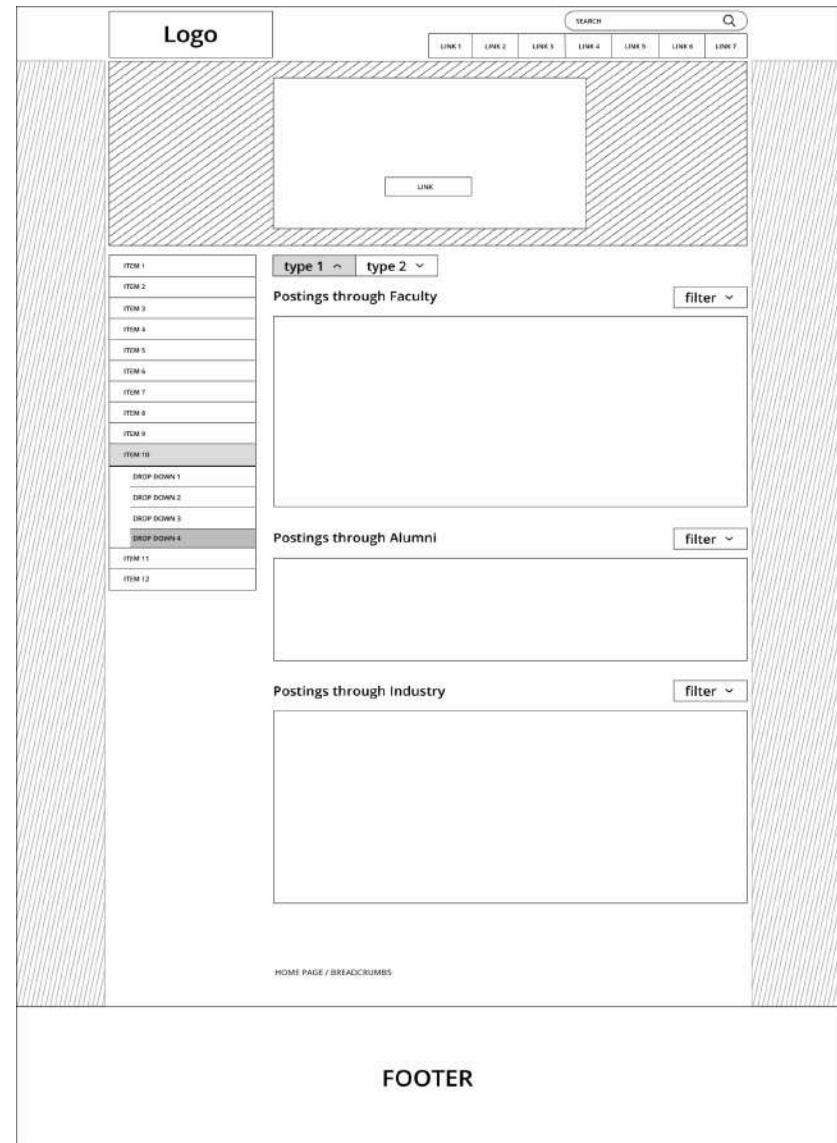 Logo
SEARCH
LINK 1 LINK 2 LINK 3 LINK 4 LINK 5 LINK 6 LINK 7
LINK
ITEM 1
ITEM 2
ITEM 3
ITEM 4
ITEM 5
ITEM 6
ITEM 7
ITEM 8
ITEM 9
ITEM 10
DROP DOWN 1
DROP DOWN 2
DROP DOWN 3
DROP DOWN 4
ITEM 11
ITEM 12
type 1 type 2
Postings through Faculty filter
Postings through Alumni filter
Postings through Industry filter
HOME PAGE / BREADCRUMBS
FOOTER